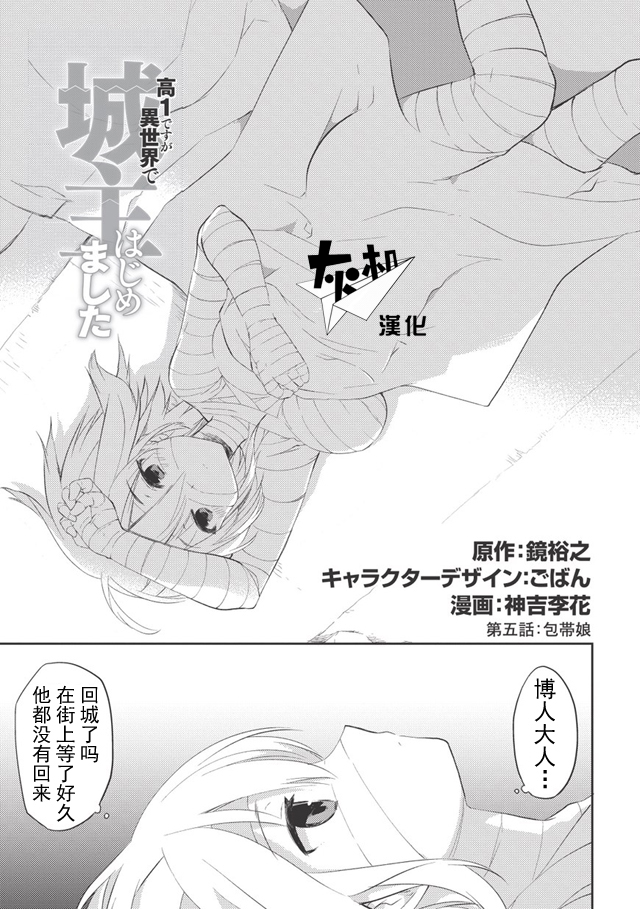 高1ですが
異世界で
城主
はじめ
ました
灰机
漢化
原作：鏡裕之
キャラクターデザイン：ごばん
漫画：神吉李花
第五話：包帯娘
博人大人…
回城了吗
在街上等了好久
他都没有回来